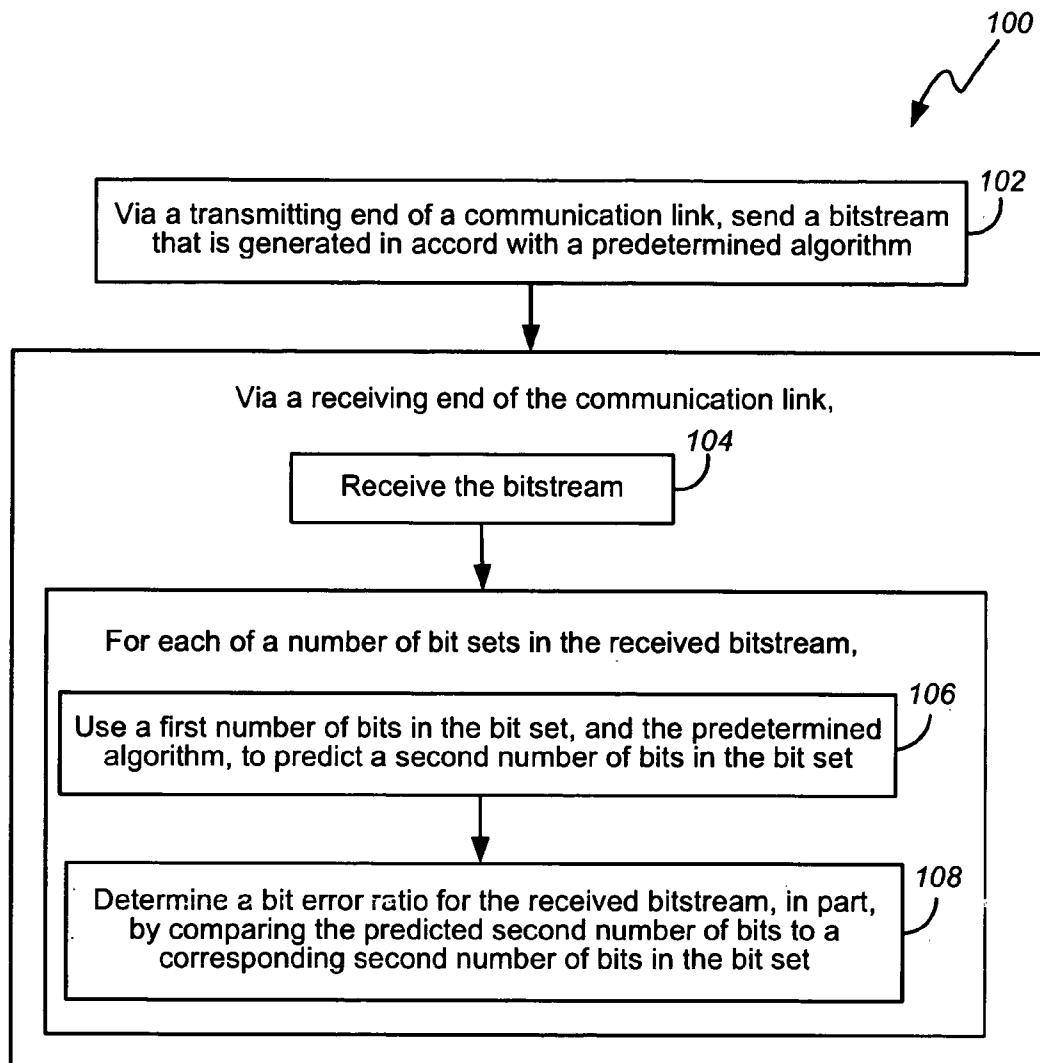 100
102
Via a transmitting end of a communication link, send a bitstream
that is generated in accord with a predetermined algorithm
Via a receiving end of the communication link,
104
Receive the bitstream
For each of a number of bit sets in the received bitstream,
106
Use a first number of bits in the bit set, and the predetermined
algorithm, to predict a second number of bits in the bit set
108
Determine a bit error ratio for the received bitstream, in part,
by comparing the predicted second number of bits to a
corresponding second number of bits in the bit set